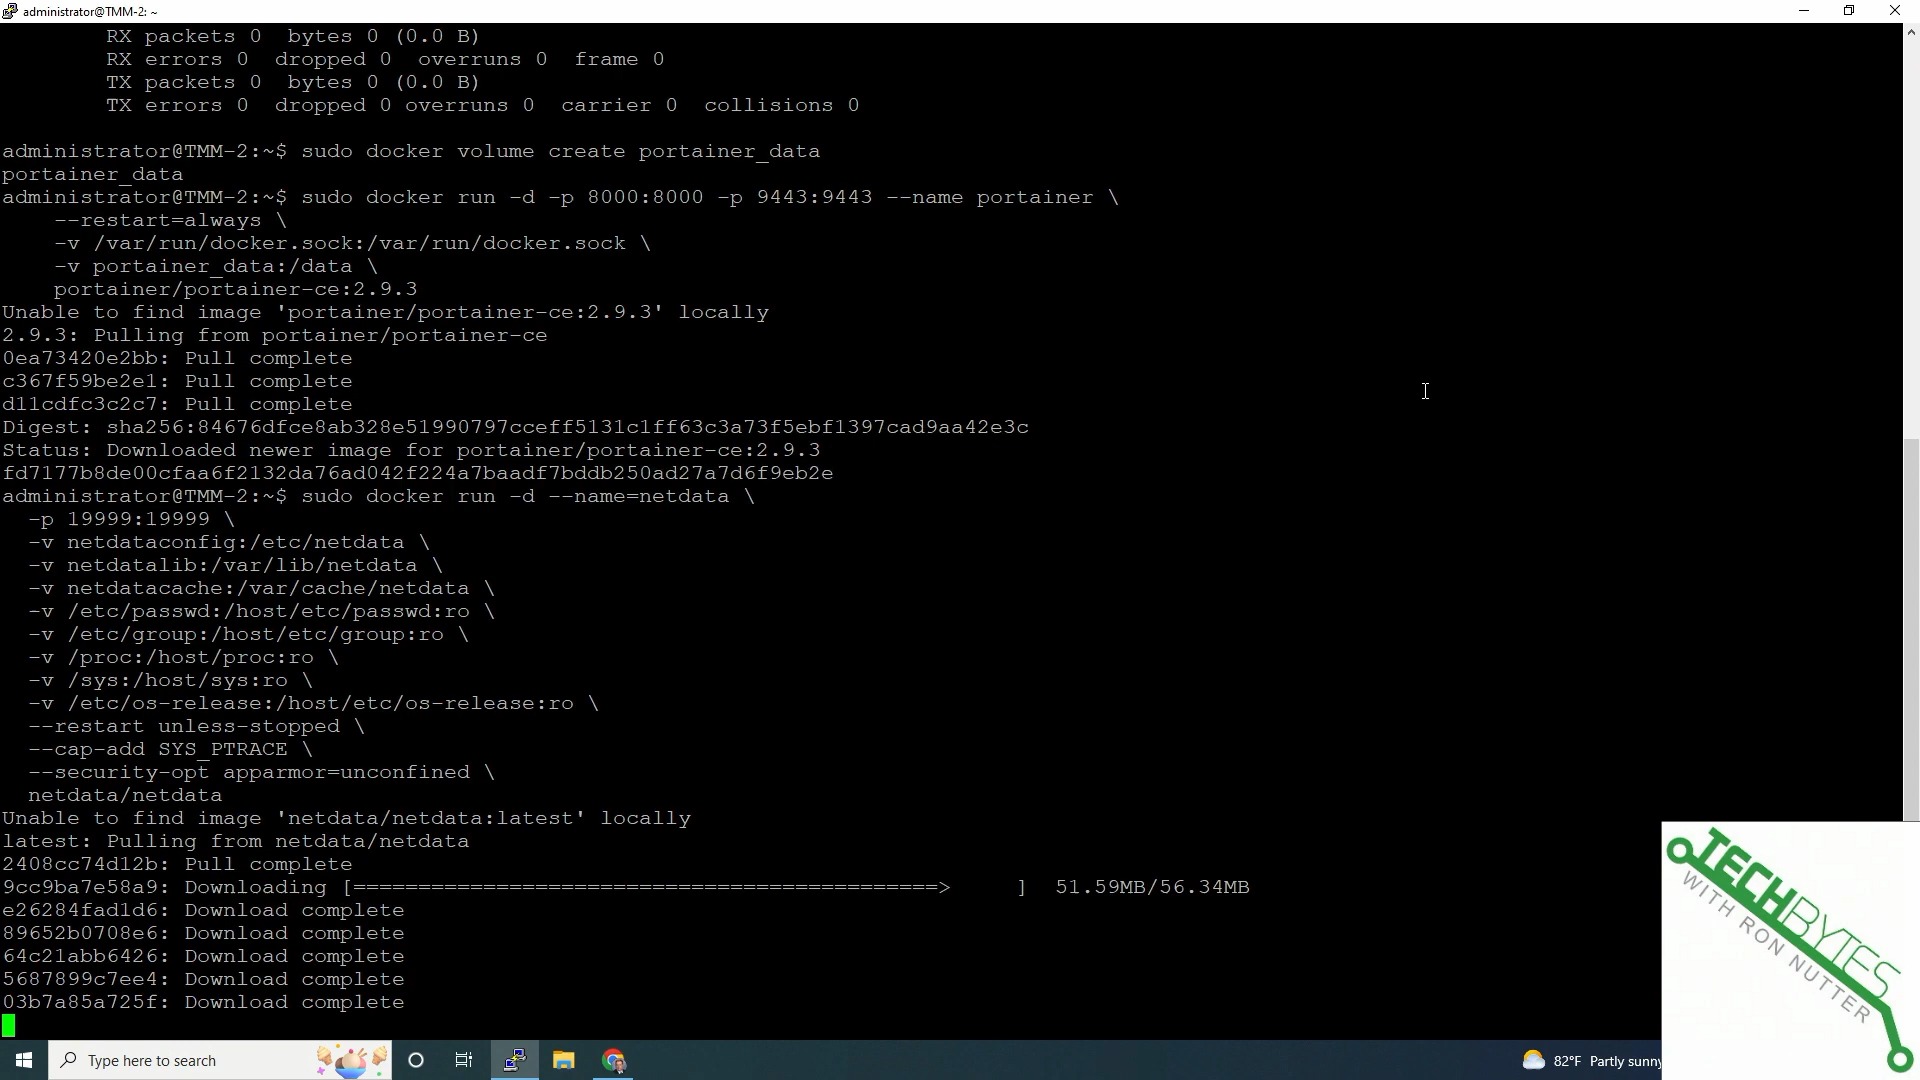 administrator@TMM-2: ~
RX packets 0  bytes 0 (0.0 B)
RX errors 0  dropped 0  overruns 0  frame 0
TX packets 0  bytes 0 (0.0 B)
TX errors 0  dropped 0 overruns 0  carrier 0  collisions 0
administrator@TMM-2:~$ sudo docker volume create portainer_data
portainer_data
administrator@TMM-2:~$ sudo docker run -d -p 8000:8000 -p 9443:9443 --name portainer \
--restart=always \
-v /var/run/docker.sock:/var/run/docker.sock \
-v portainer_data:/data \
portainer/portainer-ce:2.9.3
Unable to find image 'portainer/portainer-ce:2.9.3' locally
2.9.3: Pulling from portainer/portainer-ce
0ea73420e2bb: Pull complete
c367f59be2e1: Pull complete
d11cdfc3c2c7: Pull complete
Digest: sha256:84676dfce8ab328e51990797cceff5131c1ff63c3a73f5ebf1397cad9aa42e3c
Status: Downloaded newer image for portainer/portainer-ce:2.9.3
fd7177b8de00cfaa6f2132da76ad042f224a7baadf7bddb250ad27a7d6f9eb2e
administrator@TMM-2:~$ sudo docker run -d --name=netdata \
-p 19999:19999 \
-v netdataconfig:/etc/netdata \
-v netdatalib:/var/lib/netdata \
-v netdatacache:/var/cache/netdata \
-v /etc/passwd:/host/etc/passwd:ro \
-v /etc/group:/host/etc/group:ro \
-v /proc:/host/proc:ro \
-v /sys:/host/sys:ro \
-v /etc/os-release:/host/etc/os-release:ro \
--restart unless-stopped \
--cap-add SYS_PTRACE \
--security-opt apparmor=unconfined \
netdata/netdata
Unable to find image 'netdata/netdata:latest' locally
latest: Pulling from netdata/netdata
2408cc74d12b: Pull complete
9cc9ba7e58a9: Downloading [=============================================>      ]  51.59MB/56.34MB
e26284fad1d6: Download complete
89652b0708e6: Download complete
64c21abb6426: Download complete
5687899c7ee4: Download complete
03b7a85a725f: Download complete
TECHBYTES
WITH RON NUTTER
Type here to search
82°F Partly sunny